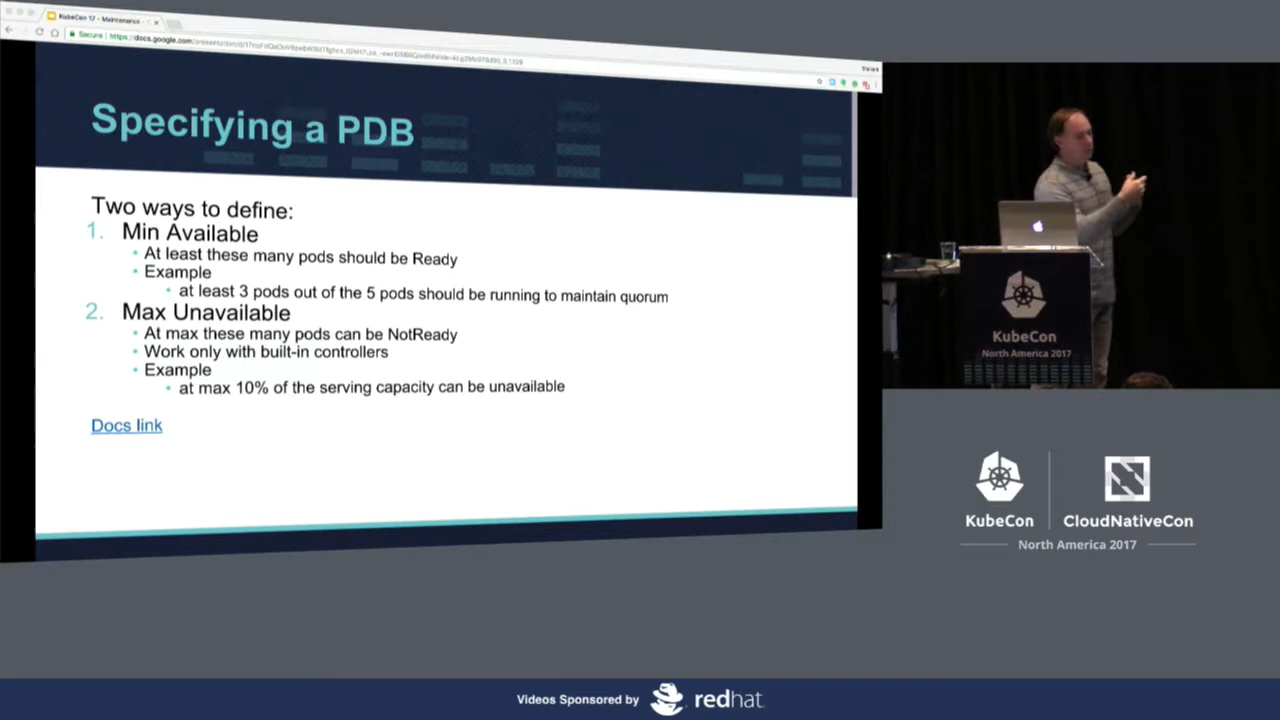 KubeCon 17 - Maintenance - G
Secure
Specifying a PDB
Two ways to define:
1. Min Available
• At least these many pods should be Ready
• Example
• at least 3 pods out of the 5 pods should be running to maintain quorum
2. Max Unavailable
• At max these many pods can be NotReady
• Work only with built-in controllers
• Example
• at max 10% of the serving capacity can be unavailable
Docs link
KubeCon
North America 2017
KubeCon
CloudNativeCon
North America 2017
Videos Sponsored by
redhat.